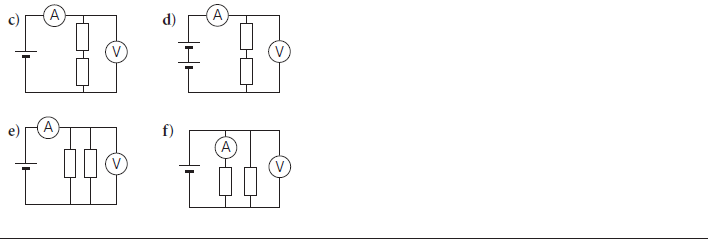 c) A V
d) A V
e) A V
f) A V